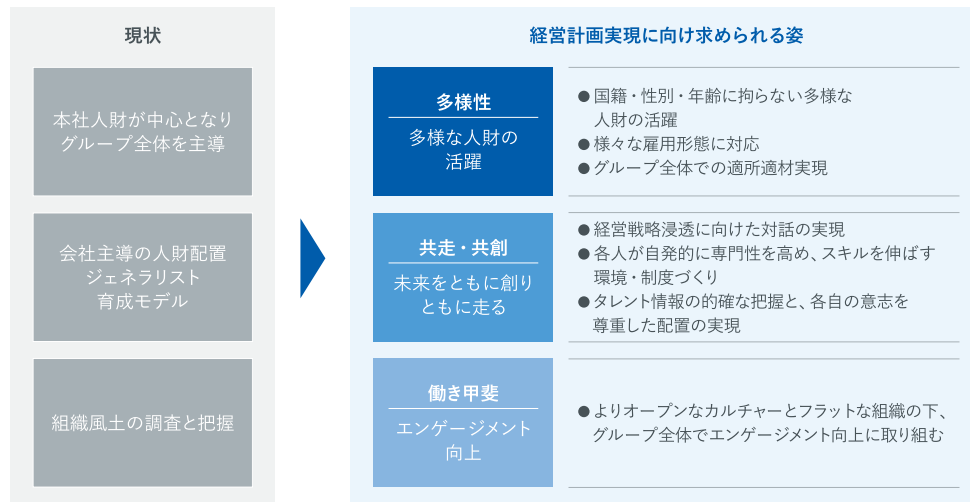 現状
本社人財が中心となり
グループ全体を主導
会社主導の人財配置
ジェネラリスト
育成モデル
組織風土の調査と把握
経営計画実現に向け求められる姿
多様性
多様な人財の
活躍
●国籍・性別・年齢に拘らない多様な
人財の活躍
●様々な雇用形態に対応
●グループ全体での適所適材実現
共走・共創
未来をともに創り
ともに走る
●経営戦略浸透に向けた対話の実現
●各人が自発的に専門性を高め、スキルを伸ばす
環境・制度づくり
●タレント情報の的確な把握と、各自の意志を
尊重した配置の実現
働き甲斐
エンゲージメント
向上
●よりオープンなカルチャーとフラットな組織の下、
グループ全体でエンゲージメント向上に取り組む